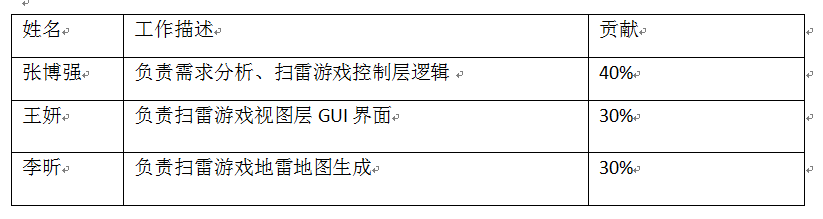 姓名 工作描述 贡献
张博强 负责需求分析、扫雷游戏控制层逻辑 40%
王妍 负责扫雷游戏视图层 GUI 界面 30%
李昕 负责扫雷游戏地雷地图生成 30%